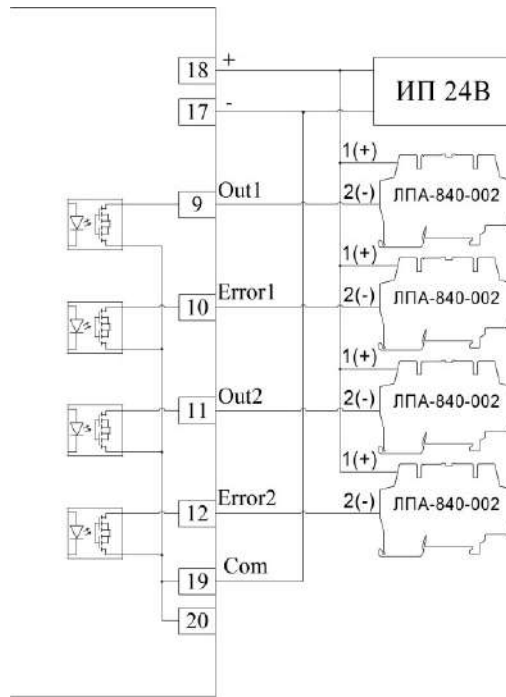 18 +
ИП 24В
17 -
1(+)
9 Out1 2(-) ЛПА-840-002
1(+)
10 Error1 2(-) ЛПА-840-002
1(+)
11 Out2 2(-) ЛПА-840-002
1(+)
12 Error2 2(-) ЛПА-840-002
19 Com
20